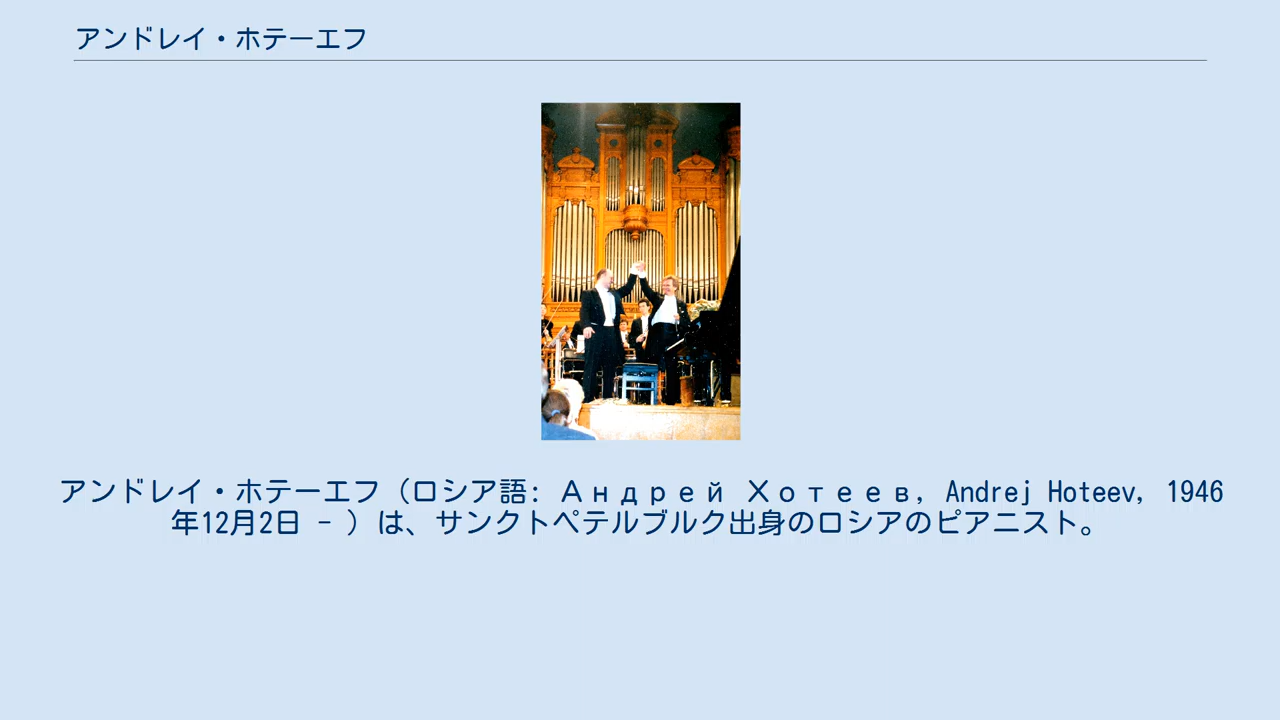 アンドレイ・ホテーエフ
アンドレイ・ホテーエフ（ロシア語: Андрей Хотеев, Andrej Hoteev, 1946
年12月2日 - ）は、サンクトペテルブルク出身のロシアのピアニスト。